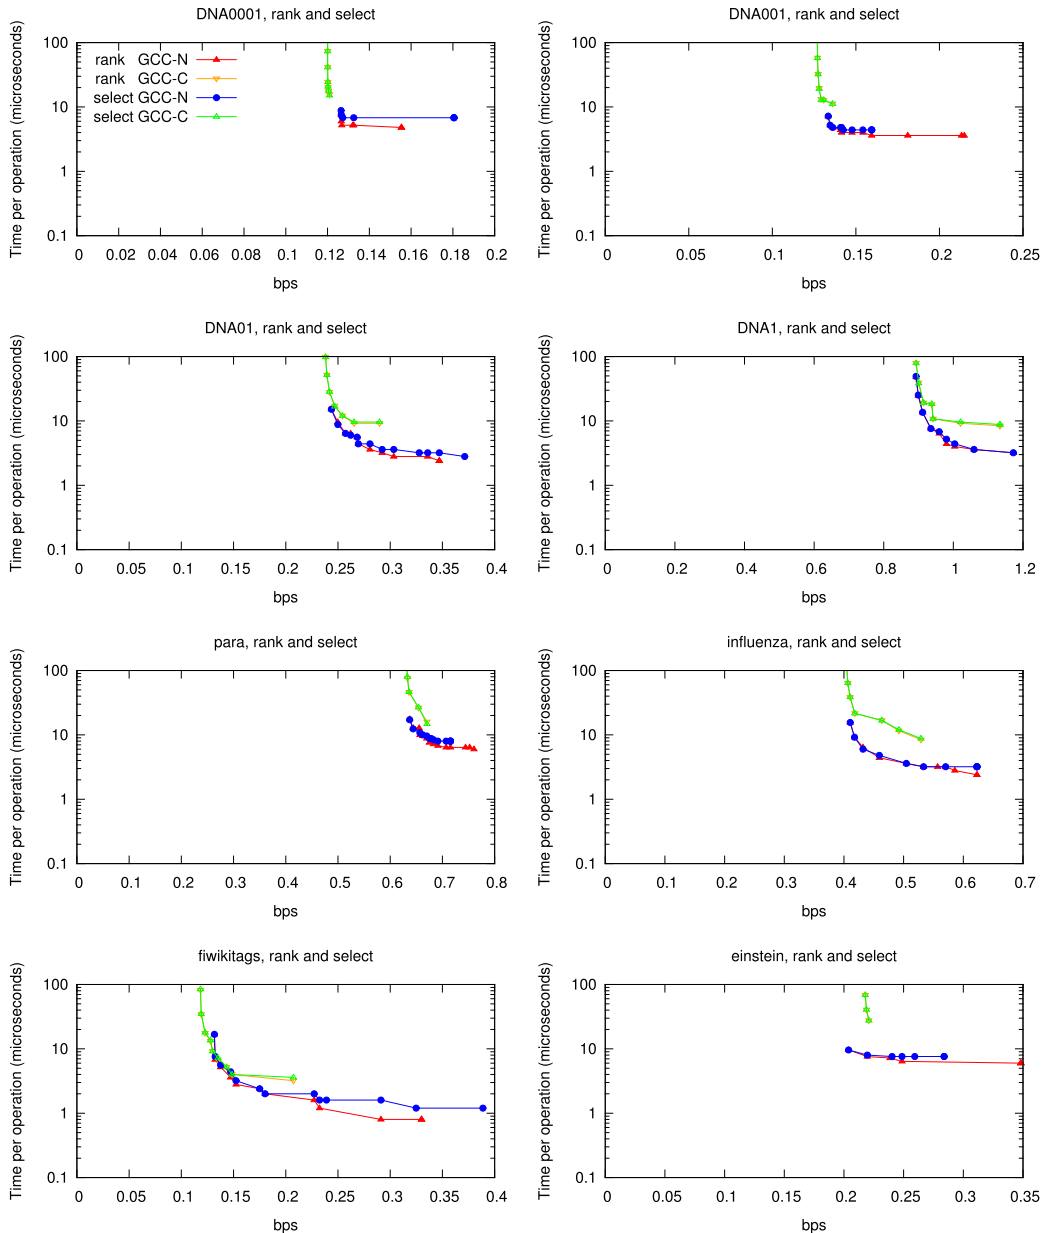 DNA0001, rank and select
Time per operation (microseconds)
100
10
1
0.1
rank GCC-N
rank GCC-C
select GCC-N
select GCC-C
0 0.02 0.04 0.06 0.08 0.1 0.12 0.14 0.16 0.18 0.2
bps
DNA001, rank and select
Time per operation (microseconds)
100
10
1
0.1
0 0.05 0.1 0.15 0.2 0.25
bps
DNA01, rank and select
Time per operation (microseconds)
100
10
1
0.1
0 0.05 0.1 0.15 0.2 0.25 0.3 0.35 0.4
bps
DNA1, rank and select
Time per operation (microseconds)
100
10
1
0.1
0 0.2 0.4 0.6 0.8 1 1.2
bps
para, rank and select
Time per operation (microseconds)
100
10
1
0.1
0 0.1 0.2 0.3 0.4 0.5 0.6 0.7 0.8
bps
influenza, rank and select
Time per operation (microseconds)
100
10
1
0.1
0 0.1 0.2 0.3 0.4 0.5 0.6 0.7
bps
fiwikitags, rank and select
Time per operation (microseconds)
100
10
1
0.1
0 0.05 0.1 0.15 0.2 0.25 0.3 0.35 0.4
bps
einstein, rank and select
Time per operation (microseconds)
100
10
1
0.1
0 0.05 0.1 0.15 0.2 0.25 0.3 0.35
bps